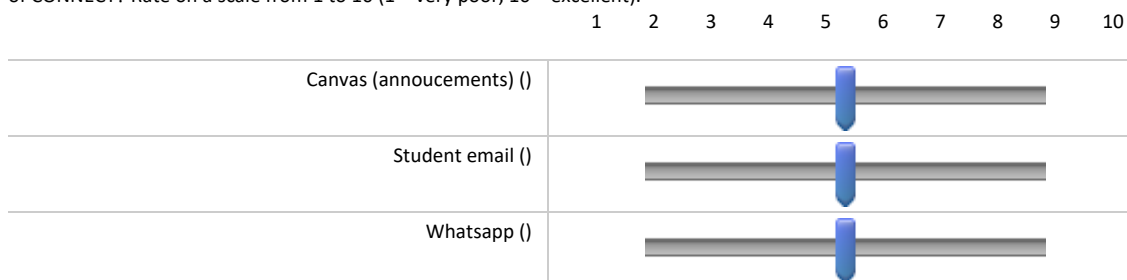 of CONNECT? Rate on a scale from 1 to 10 (1 = very poor, 10 = excellent).
1 2 3 4 5 6 7 8 9 10
Canvas (annoucements) ()
Student email ()
Whatsapp ()